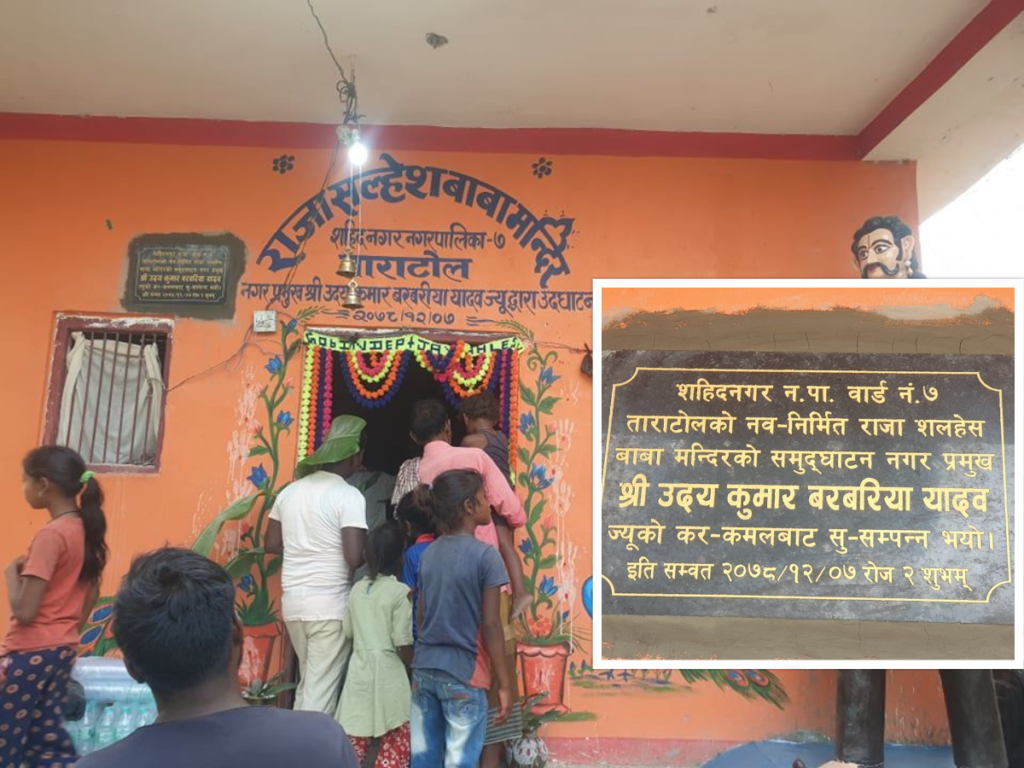 राजा सल्हेश बाबा मन्दिर
शहिदनगर नगरपालिका-७
ताराटौल
नगर प्रमुख श्री उदय कुमार बरबरीया यादव ज्यू द्वारा उदघाटन
२०७८/१२/०७
शहिदनगर न.पा. वार्ड नं.७
ताराटोलको नव-निर्मित राजा शलहेस
बाबा मन्दिरको समुद्घाटन नगर प्रमुख
श्री उदय कुमार बरबरिया यादव
ज्यूको कर-कमलबाट सु-सम्पन्न भयो।
इति सम्वत २०७८/१२/०७ रोज २ शुभम्